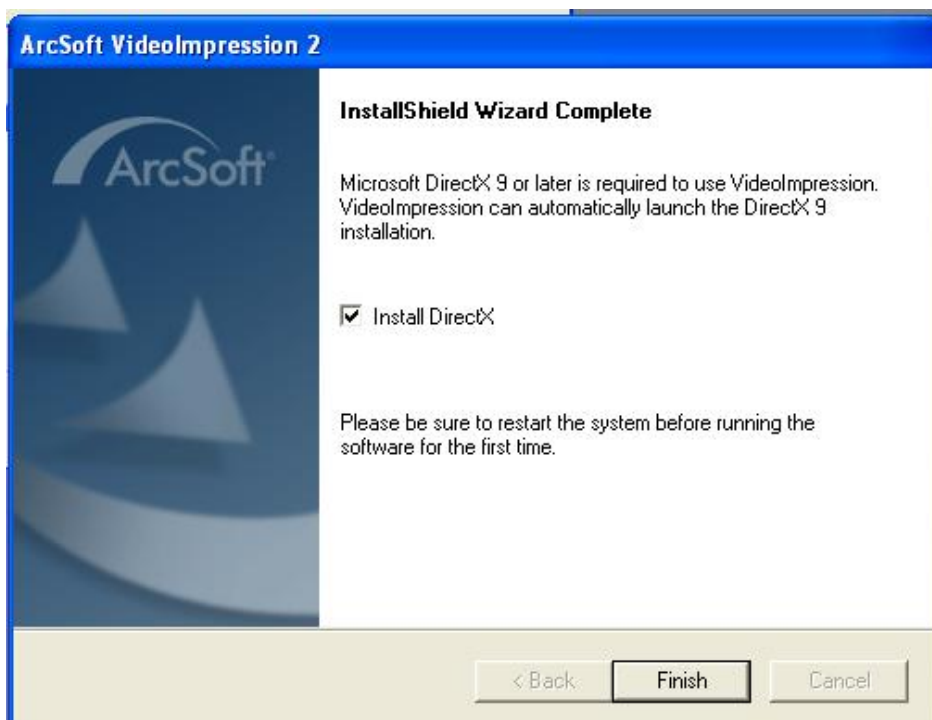 ArcSoft VideoImpression 2
ArcSoft
InstallShield Wizard Complete
Microsoft DirectX 9 or later is required to use VideoImpression.
VideoImpression can automatically launch the DirectX 9
installation.
Install DirectX
Please be sure to restart the system before running the
software for the first time.
< Back
Finish
Cancel